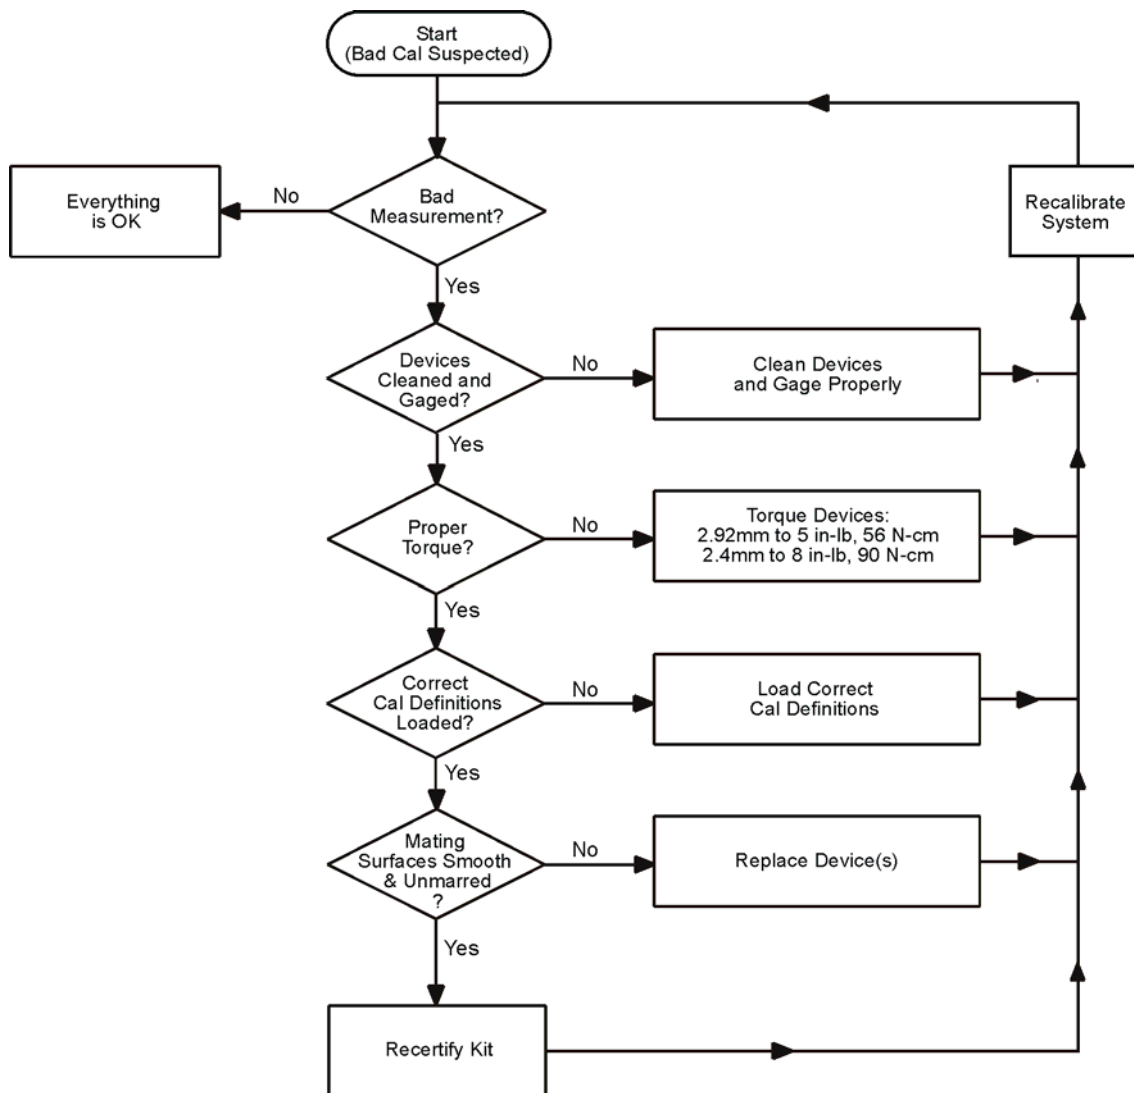 Start
(Bad Cal Suspected)
Everything
is OK
No
Bad
Measurement?
Recalibrate
System
Yes
Devices
Cleaned and
Gaged?
No
Clean Devices
and Gage Properly
Yes
Proper
Torque?
No
Torque Devices:
2.92mm to 5 in-lb, 56 N-cm
2.4mm to 8 in-lb, 90 N-cm
Yes
Correct
Cal Definitions
Loaded?
No
Load Correct
Cal Definitions
Yes
Mating
Surfaces Smooth
& Unmarred
?
No
Replace Device(s)
Yes
Recertify Kit